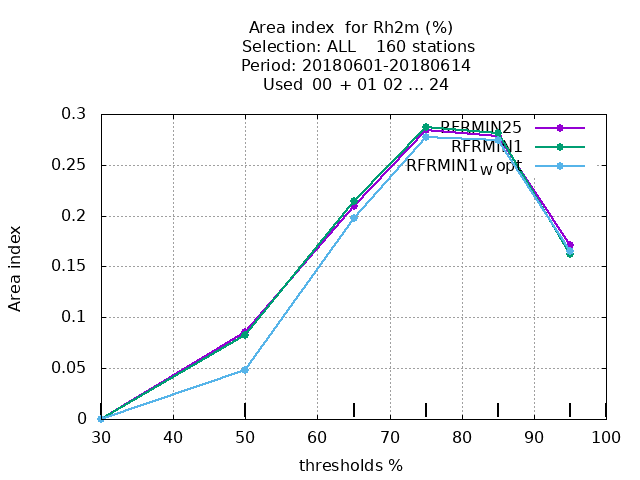 Area index  for Rh2m (%)
Selection: ALL    160 stations
Period: 20180601-20180614
Used  00 + 01 02 ... 24
0.3
0.25
0.2
0.15
0.1
0.05
0
Area index
RFRMIN25
RFRMIN1
RFRMIN1W opt
30 40 50 60 70 80 90 100
thresholds %